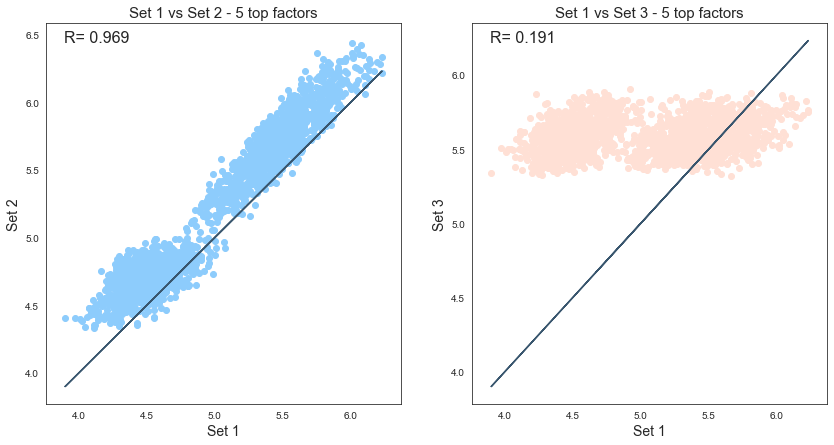 Set 1 vs Set 2 - 5 top factors
R= 0.969
6.5
6.0
5.5
5.0
4.5
4.0
Set 2
4.0 4.5 5.0 5.5 6.0
Set 1
Set 1 vs Set 3 - 5 top factors
R= 0.191
6.0
5.5
5.0
4.5
4.0
Set 3
4.0 4.5 5.0 5.5 6.0
Set 1